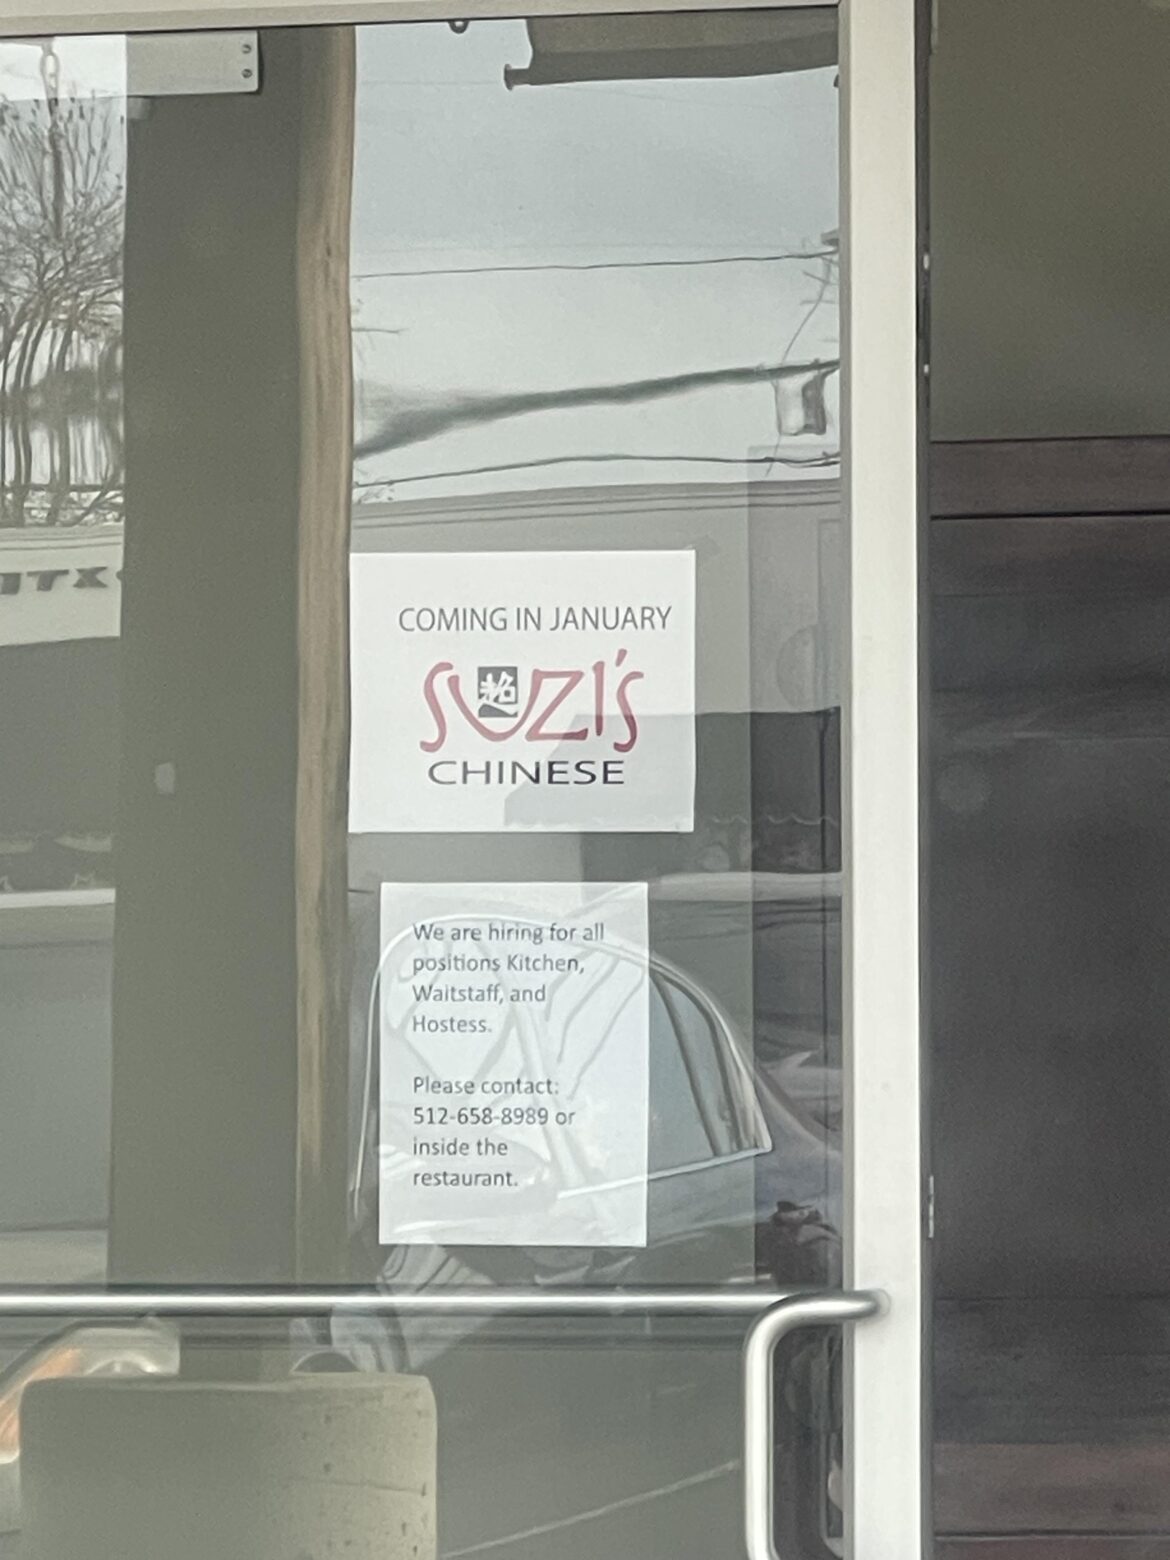 COMING IN JANUARY
SUZI'S
CHINESE
We are hiring for all
positions Kitchen,
Waitstaff, and
Hostess.
Please contact:
512-658-8989 or
inside the
restaurant.